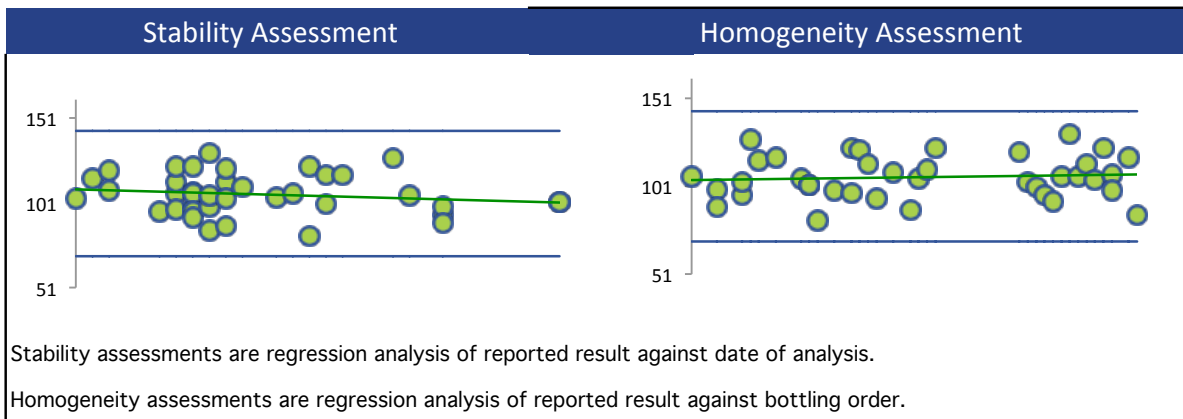 Stability Assessment
Homogeneity Assessment
151
101
51
151
101
51
Stability assessments are regression analysis of reported result against date of analysis.
Homogeneity assessments are regression analysis of reported result against bottling order.